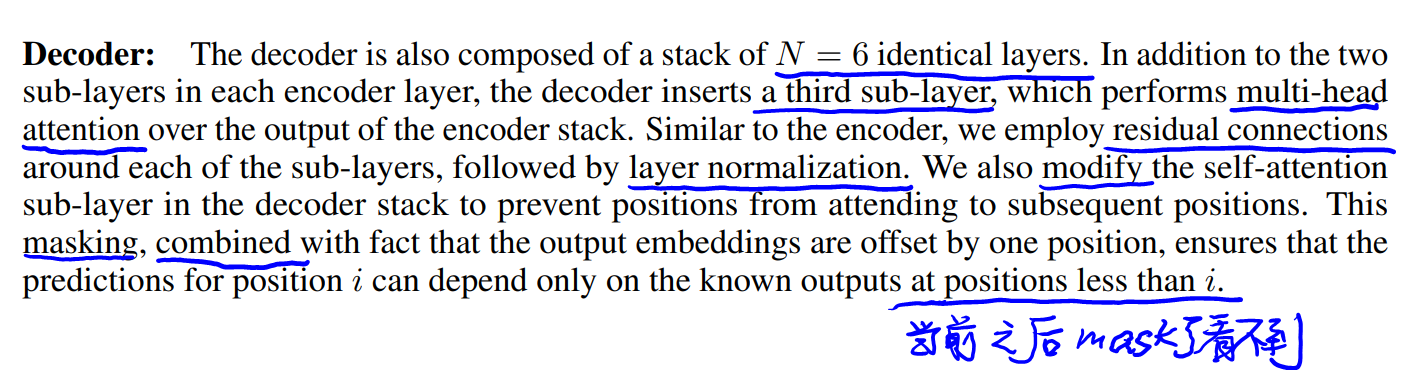 Decoder: The decoder is also composed of a stack of N = 6 identical layers. In addition to the two
sub-layers in each encoder layer, the decoder inserts a third sub-layer, which performs multi-head
attention over the output of the encoder stack. Similar to the encoder, we employ residual connections
around each of the sub-layers, followed by layer normalization. We also modify the self-attention
sub-layer in the decoder stack to prevent positions from attending to subsequent positions. This
masking, combined with fact that the output embeddings are offset by one position, ensures that the
predictions for position i can depend only on the known outputs at positions less than i.
当前之后mask了看不到